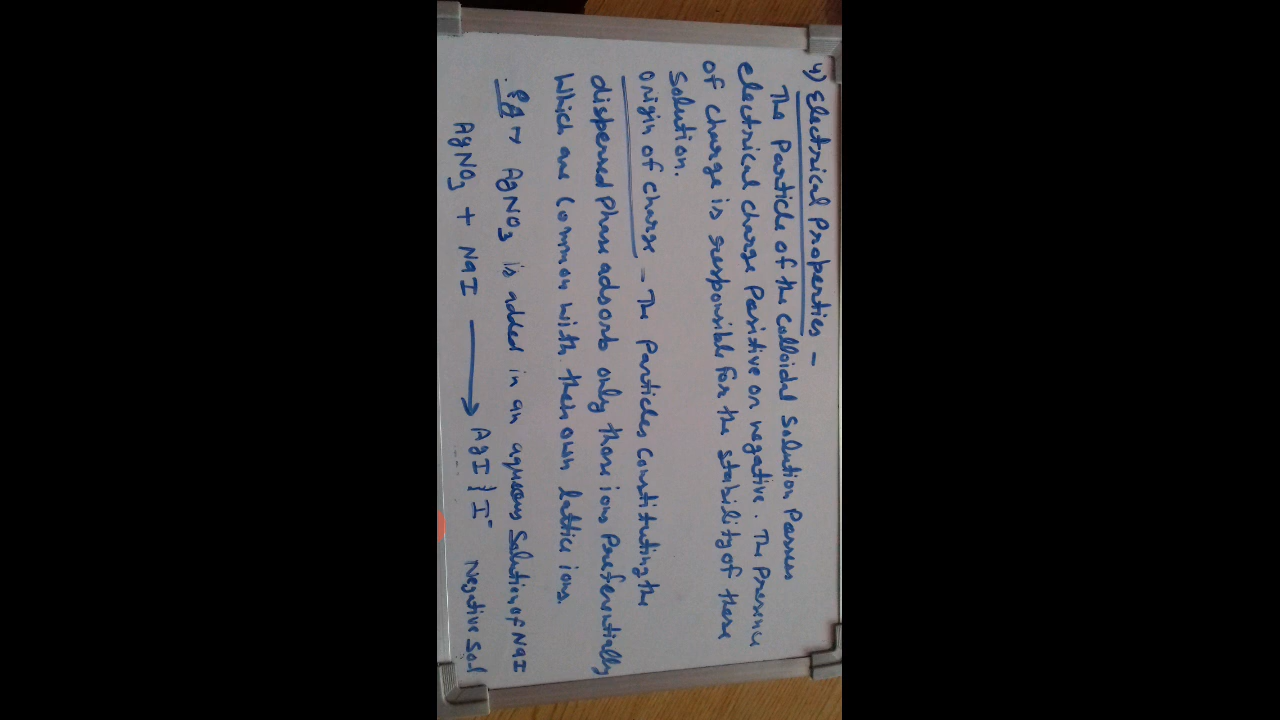 4) Electrical Properties -
The Particle of the colloidal Solution Possess
electrical charge Positive or negative. The Presence
of charge is responsible for the stability of these
Solution.
Origin of charge - The Particles Constituting the
dispersed Phase adsorb only those ions Preferentially
Which are Common with their own lattice ions.
AgNO3 is added in an aqueous Solution of NaI
AgNO3 + NaI ⟶ AgI } I⁻ Negative Sol